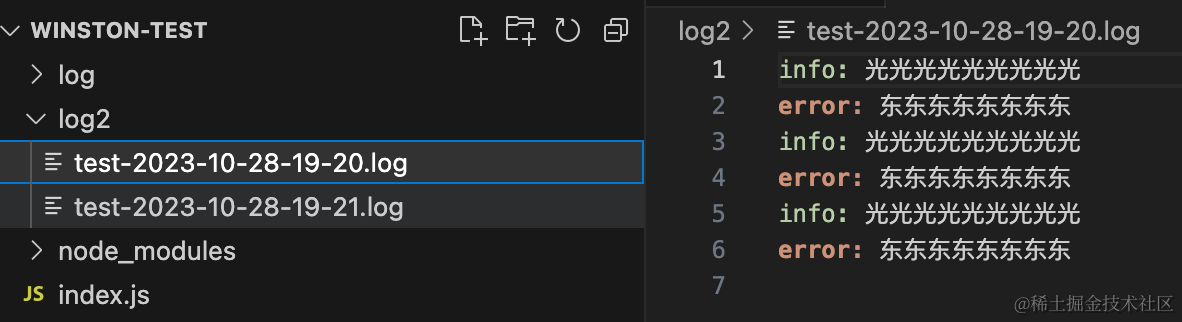 WINSTON-TEST
log
log2
test-2023-10-28-19-20.log
test-2023-10-28-19-21.log
node_modules
JS index.js
log2 > test-2023-10-28-19-20.log
1 info: 光光光光光光光光光
2 error: 东东东东东东东东
3 info: 光光光光光光光光光
4 error: 东东东东东东东东
5 info: 光光光光光光光光光
6 error: 东东东东东东东东
7
@稀土掘金技术社区